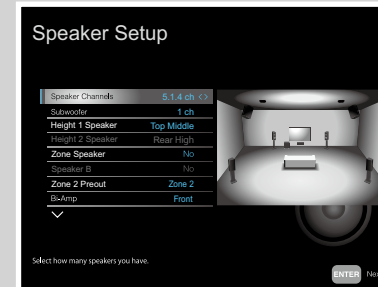 Speaker Setup
Speaker Channels 5.1.4 ch <>
Subwoofer 1 ch
Height 1 Speaker Top Middle
Height 2 Speaker Rear High
Zone Speaker No
Speaker B No
Zone 2 Preout Zone 2
Bi-Amp Front
Select how many speakers you have.
ENTER